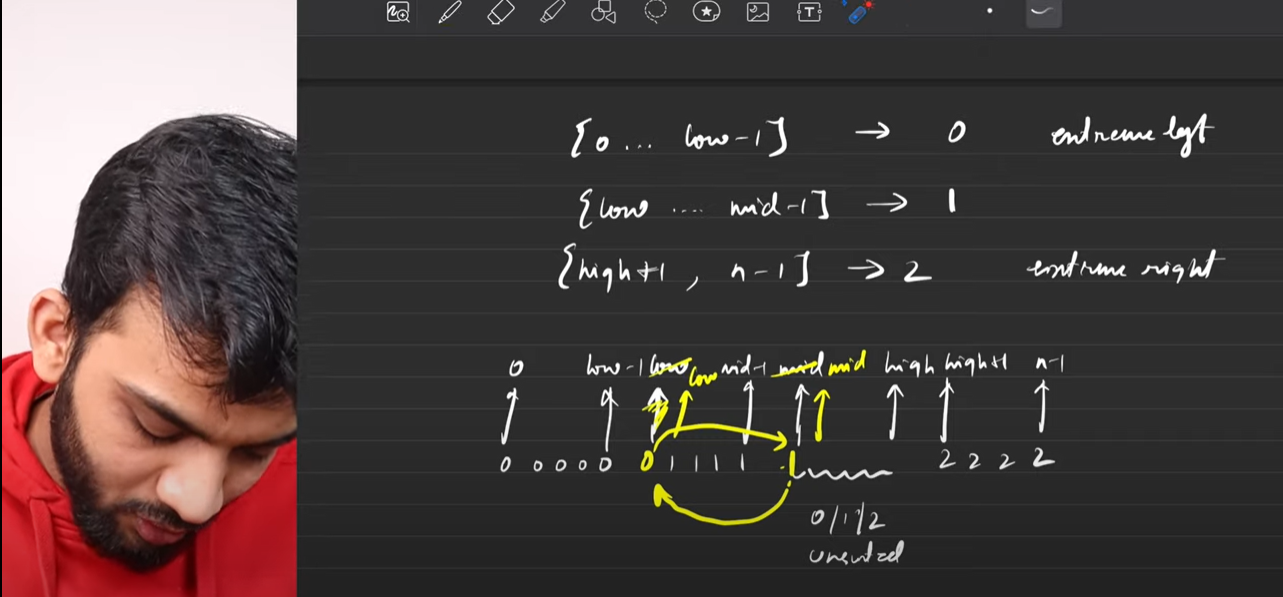 [0 ... low-1] → 0 extreme left
[low .... mid-1] → 1
[high+1, n-1] → 2 extreme right
0 low-1 low low mid-1 mid mid high high+1 n-1
0 0 0 0 0 0 1 1 1 1 1 2 2 2 2
0/1/2
unsorted